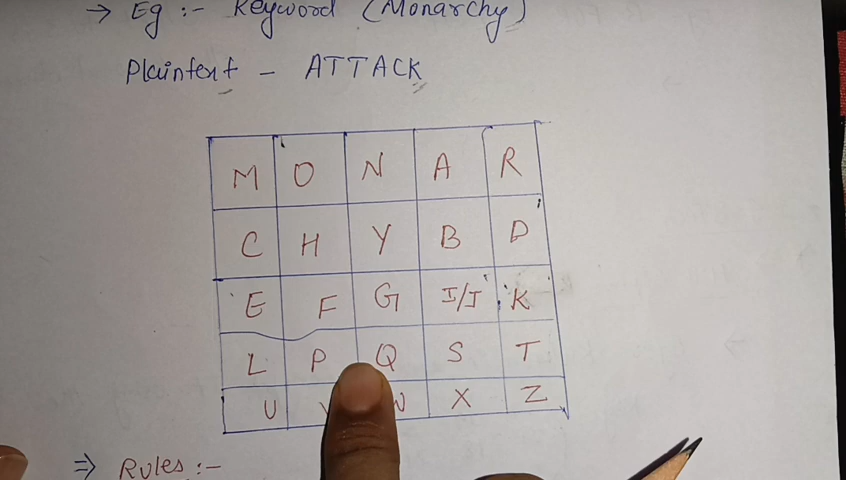 → Eg :- Keyword (Monarchy)
Plaintext - ATTACK
M O N A R
C H Y B D
E F G I/J K
L P Q S T
U X Z
⇒ Rules :-